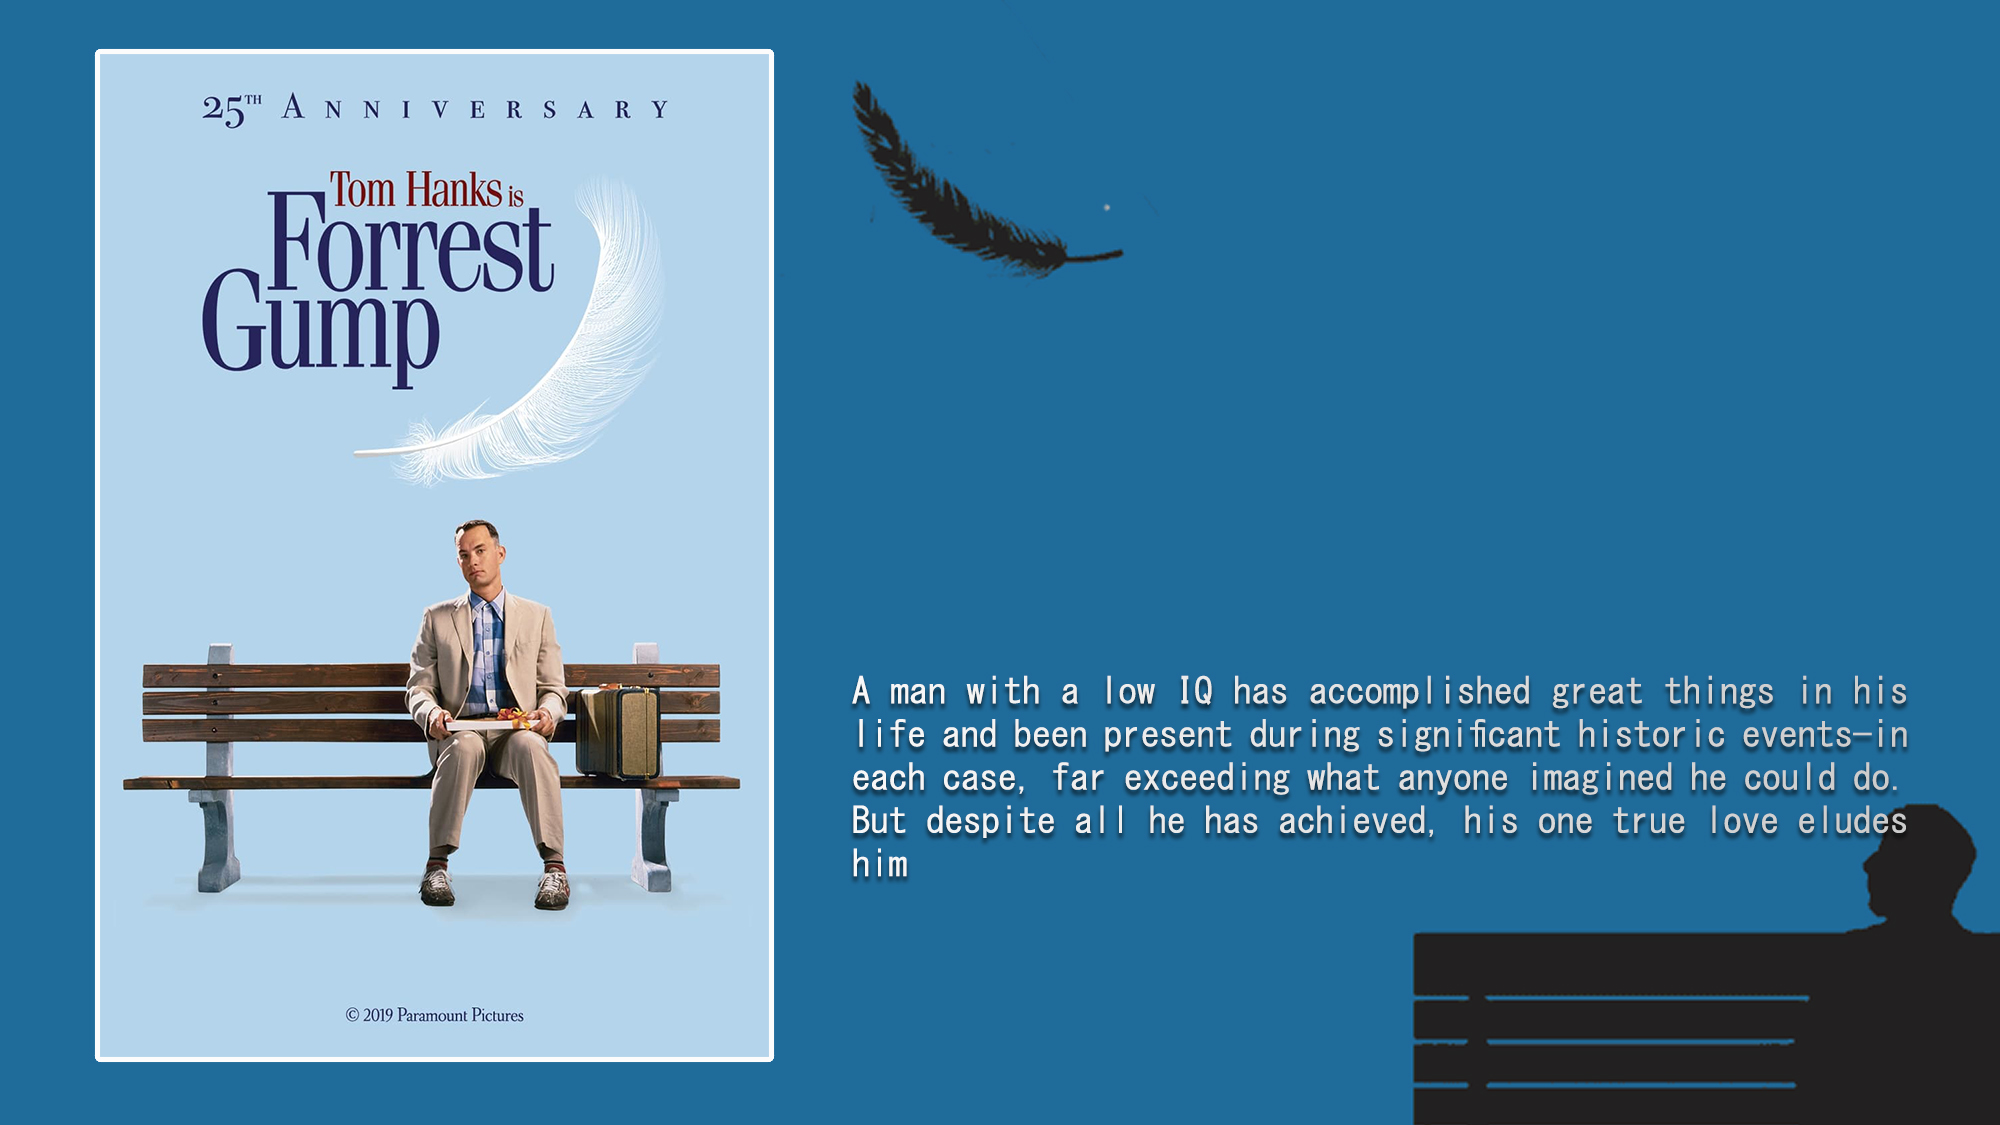 25TH ANNIVERSARY
Tom Hanks is
Forrest
Gump
© 2019 Paramount Pictures
A man with a low IQ has accomplished great things in his
life and been present during significant historic events—in
each case, far exceeding what anyone imagined he could do.
But despite all he has achieved, his one true love eludes
him